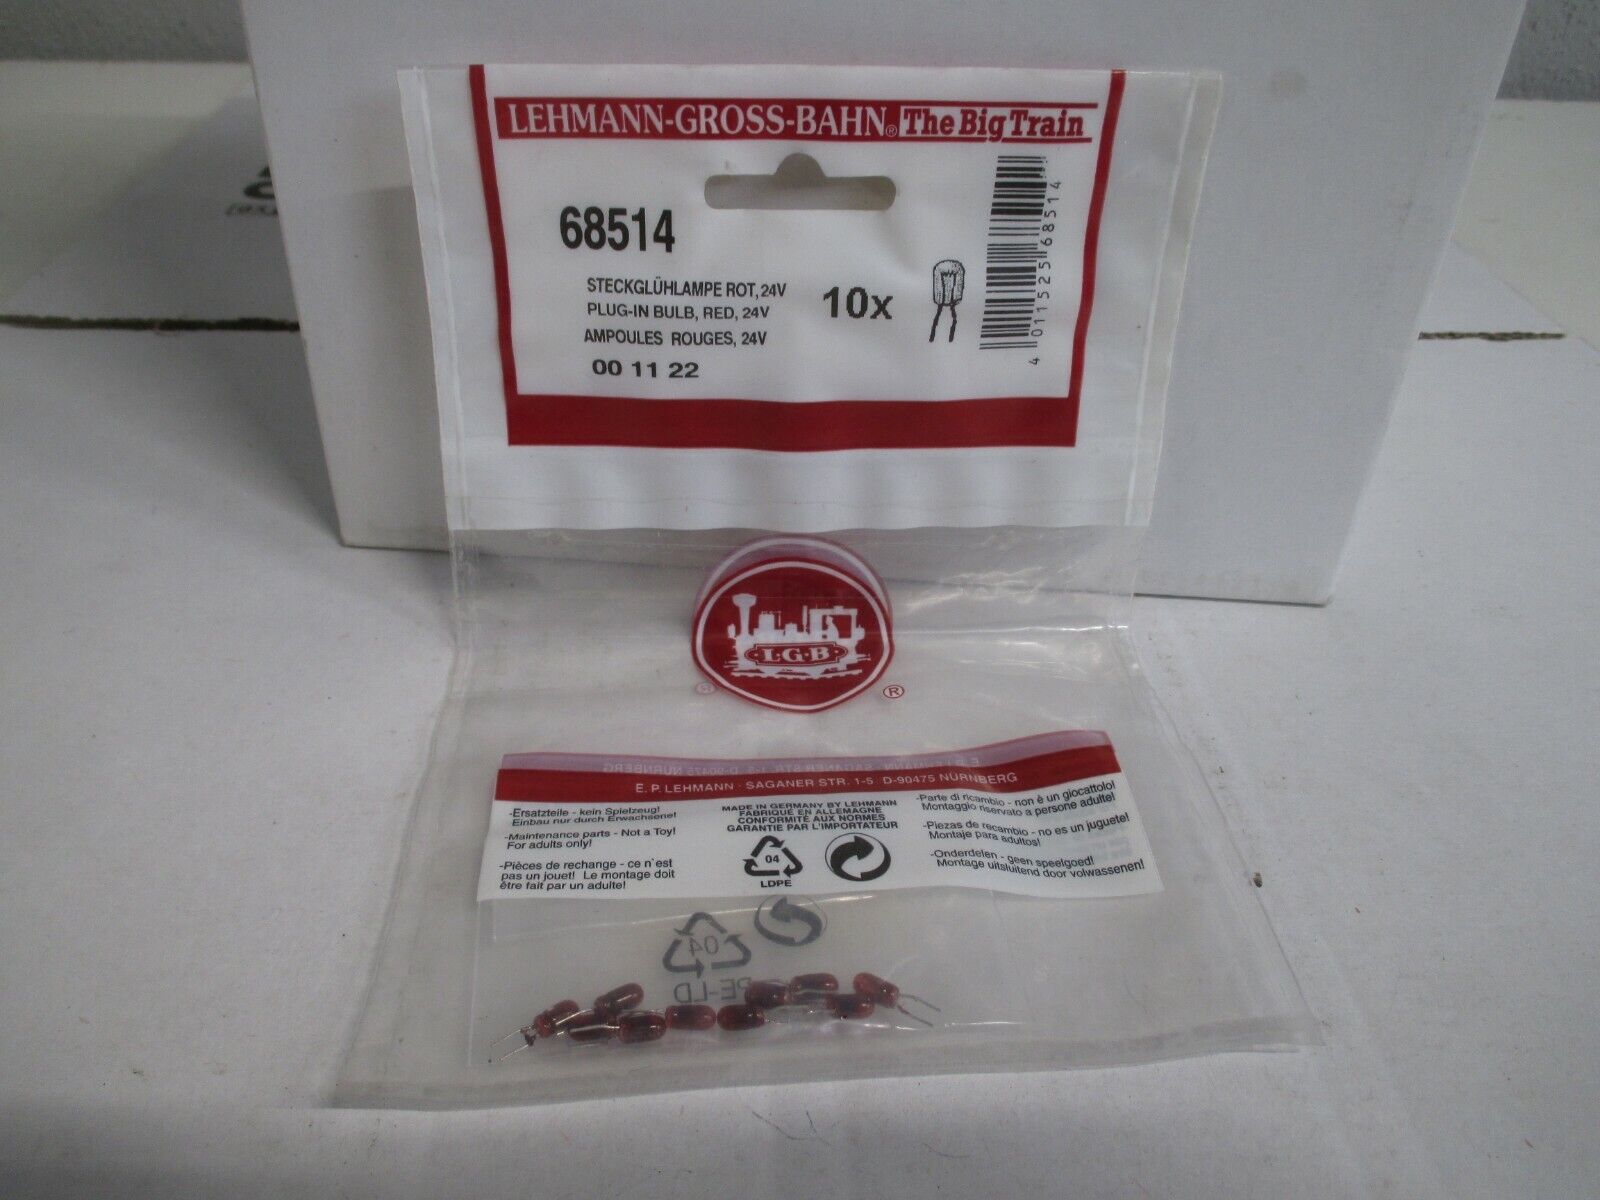 LEHMANN-GROSS-BAHN® The Big Train
68514
STECKGLÜHLAMPE ROT, 24V
PLUG-IN BULB, RED, 24V
AMPOULES ROUGES, 24V
00 11 22
10x
4 011525 68514
L·G·B
®
®
E. P. LEHMANN · SAGANER STR. 1-5 D-90475 NÜRNBERG
-Ersatzteile - kein Spielzeug!
Einbau nur durch Erwachsene!
-Maintenance parts - Not a Toy!
For adults only!
-Pièces de rechange - ce n`est
pas un jouet! Le montage doit
être fait par un adulte!
MADE IN GERMANY BY LEHMANN
FABRIQUE EN ALLEMAGNE
CONFORMITÉ AUX NORMES
GARANTIE PAR L'IMPORTATEUR
04
LDPE
-Parte di ricambio - non è un giocattolo!
Montaggio riservato a persone adulte!
-Piezas de recambio - no es un juguete!
Montaje para adultos!
-Onderdelen - geen speelgoed!
Montage uitsluitend door volwassenen!
04
PE-LD